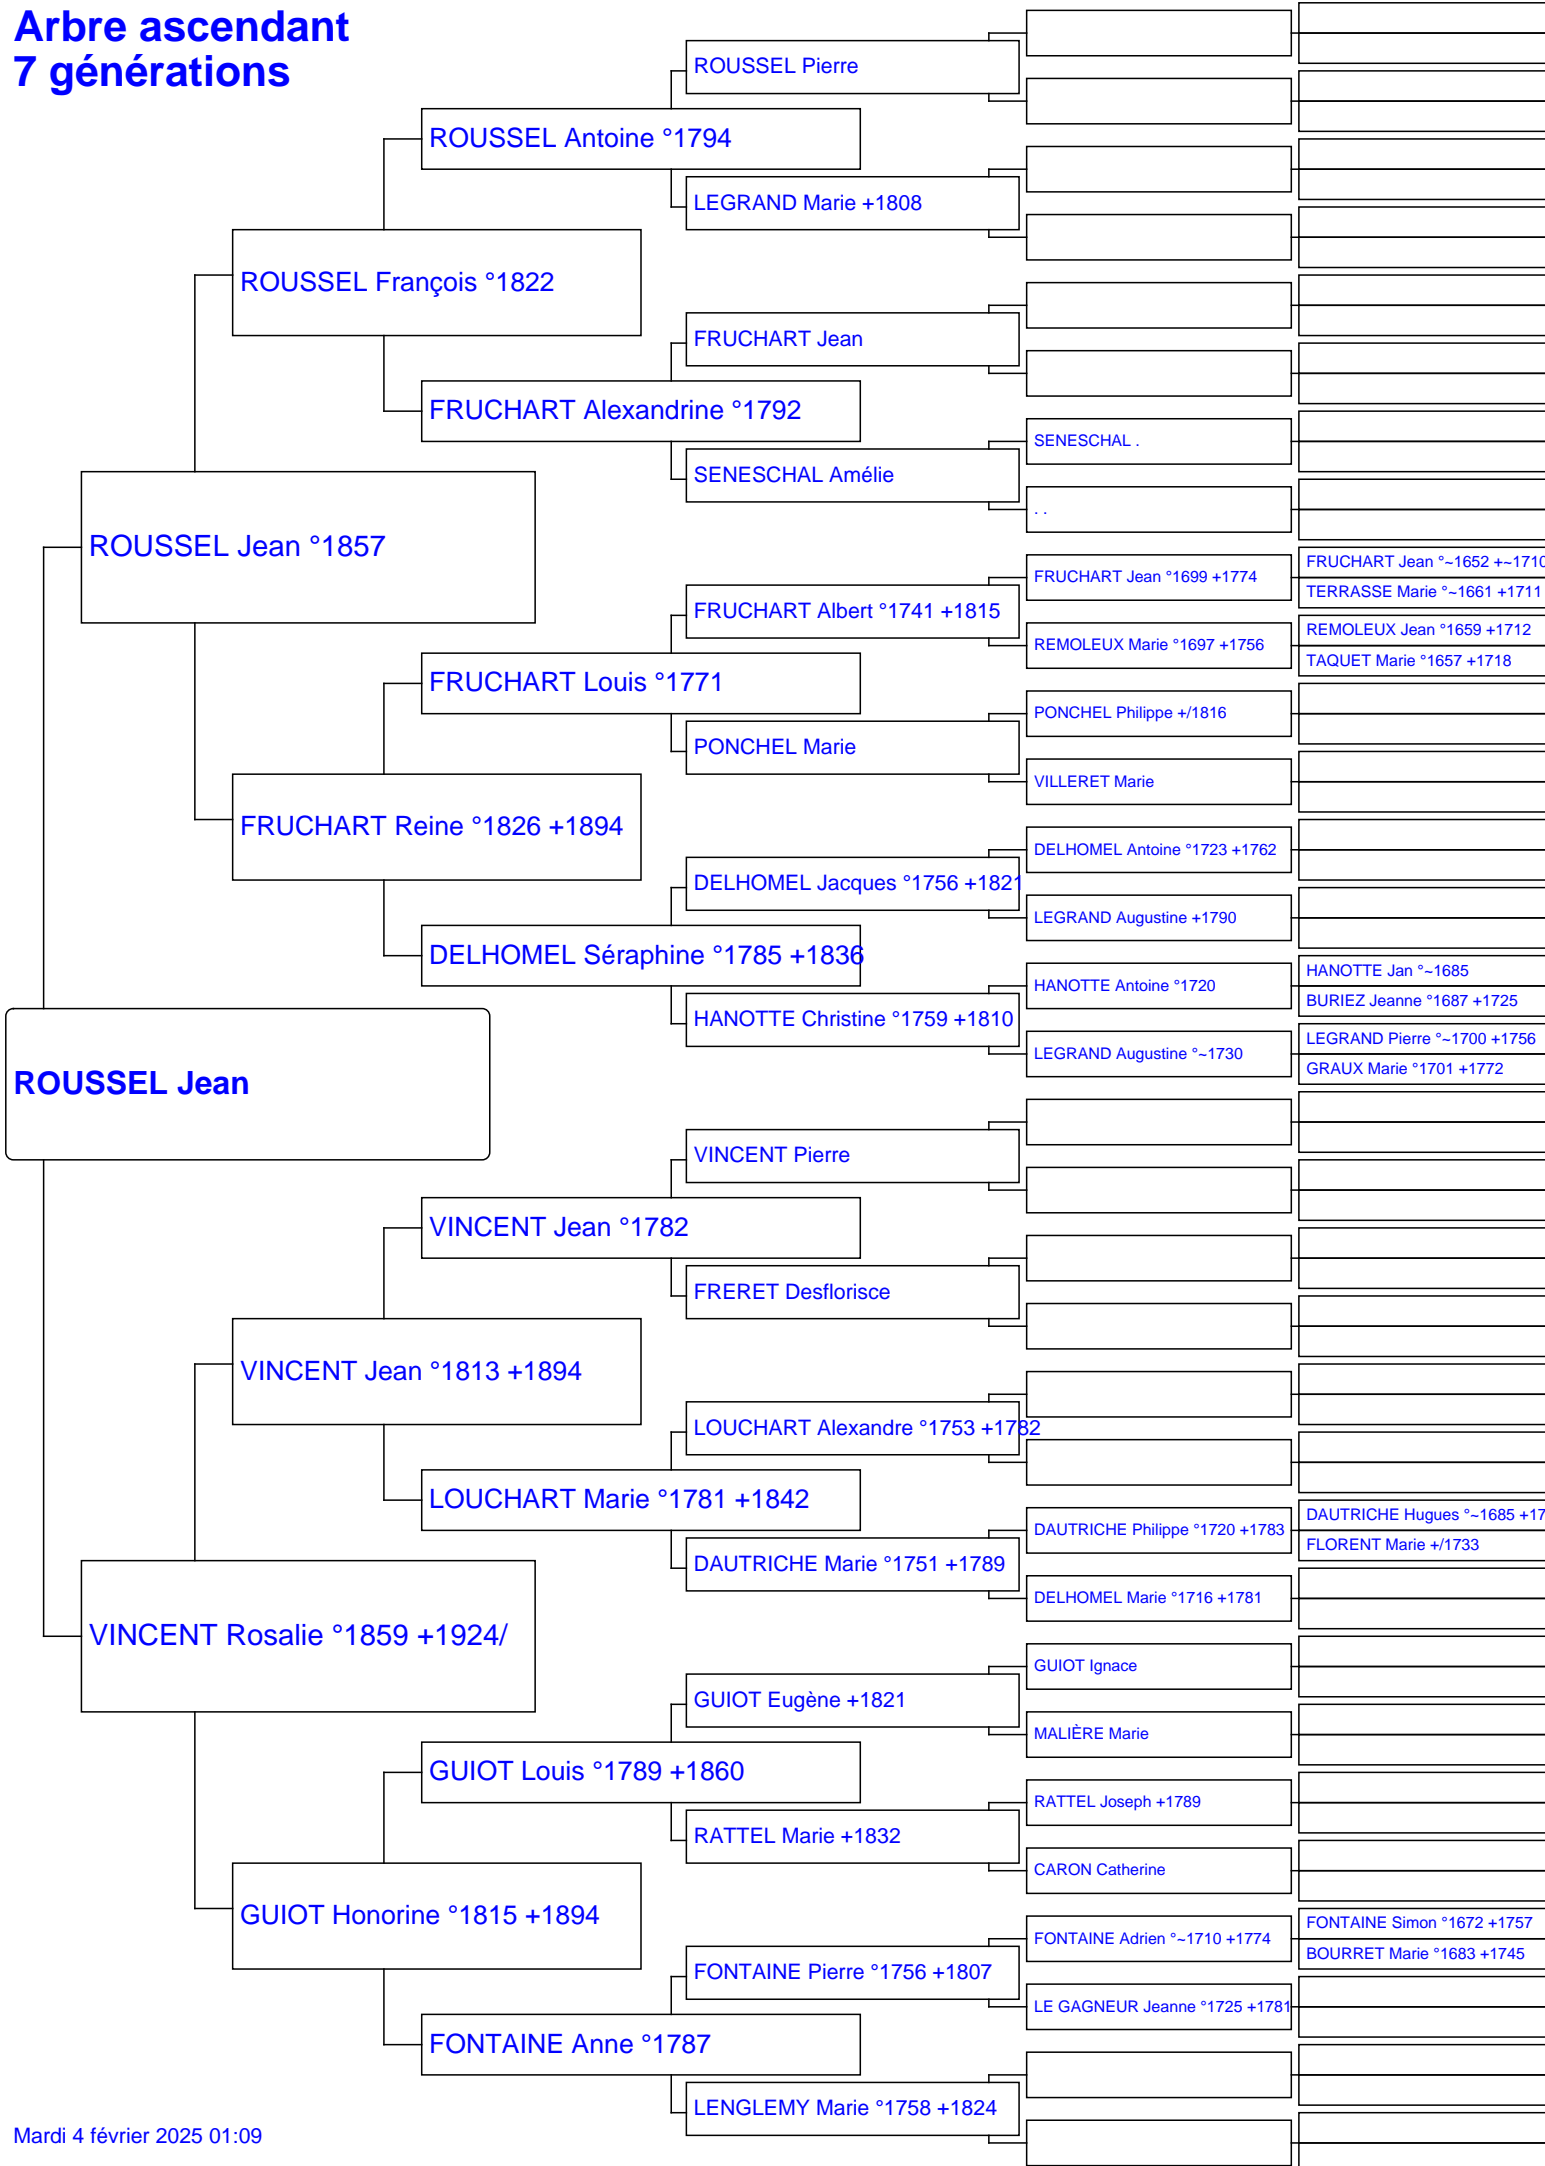 Arbre ascendant
7 générations
ROUSSEL Pierre
ROUSSEL Antoine °1794
LEGRAND Marie +1808
ROUSSEL François °1822
FRUCHART Jean
FRUCHART Alexandrine °1792
SENESCHAL .
SENESCHAL Amélie
. .
ROUSSEL Jean °1857
FRUCHART Jean °~1652 +~1710
FRUCHART Jean °1699 +1774
TERRASSE Marie °~1661 +1711
FRUCHART Albert °1741 +1815
REMOLEUX Jean °1659 +1712
REMOLEUX Marie °1697 +1756
TAQUET Marie °1657 +1718
FRUCHART Louis °1771
PONCHEL Philippe +/1816
PONCHEL Marie
VILLERET Marie
FRUCHART Reine °1826 +1894
DELHOMEL Antoine °1723 +1762
DELHOMEL Jacques °1756 +1821
LEGRAND Augustine +1790
DELHOMEL Séraphine °1785 +1836
HANOTTE Jan °~1685
HANOTTE Antoine °1720
BURIEZ Jeanne °1687 +1725
HANOTTE Christine °1759 +1810
LEGRAND Pierre °~1700 +1756
LEGRAND Augustine °~1730
GRAUX Marie °1701 +1772
ROUSSEL Jean
VINCENT Pierre
VINCENT Jean °1782
FRERET Desflorisce
VINCENT Jean °1813 +1894
LOUCHART Alexandre °1753 +1782
LOUCHART Marie °1781 +1842
DAUTRICHE Hugues °~1685 +17
DAUTRICHE Philippe °1720 +1783
FLORENT Marie +/1733
DAUTRICHE Marie °1751 +1789
DELHOMEL Marie °1716 +1781
VINCENT Rosalie °1859 +1924/
GUIOT Ignace
GUIOT Eugène +1821
MALIÈRE Marie
GUIOT Louis °1789 +1860
RATTEL Joseph +1789
RATTEL Marie +1832
CARON Catherine
GUIOT Honorine °1815 +1894
FONTAINE Simon °1672 +1757
FONTAINE Adrien °~1710 +1774
BOURRET Marie °1683 +1745
FONTAINE Pierre °1756 +1807
LE GAGNEUR Jeanne °1725 +1781
FONTAINE Anne °1787
LENGLEMY Marie °1758 +1824
Mardi 4 février 2025 01:09